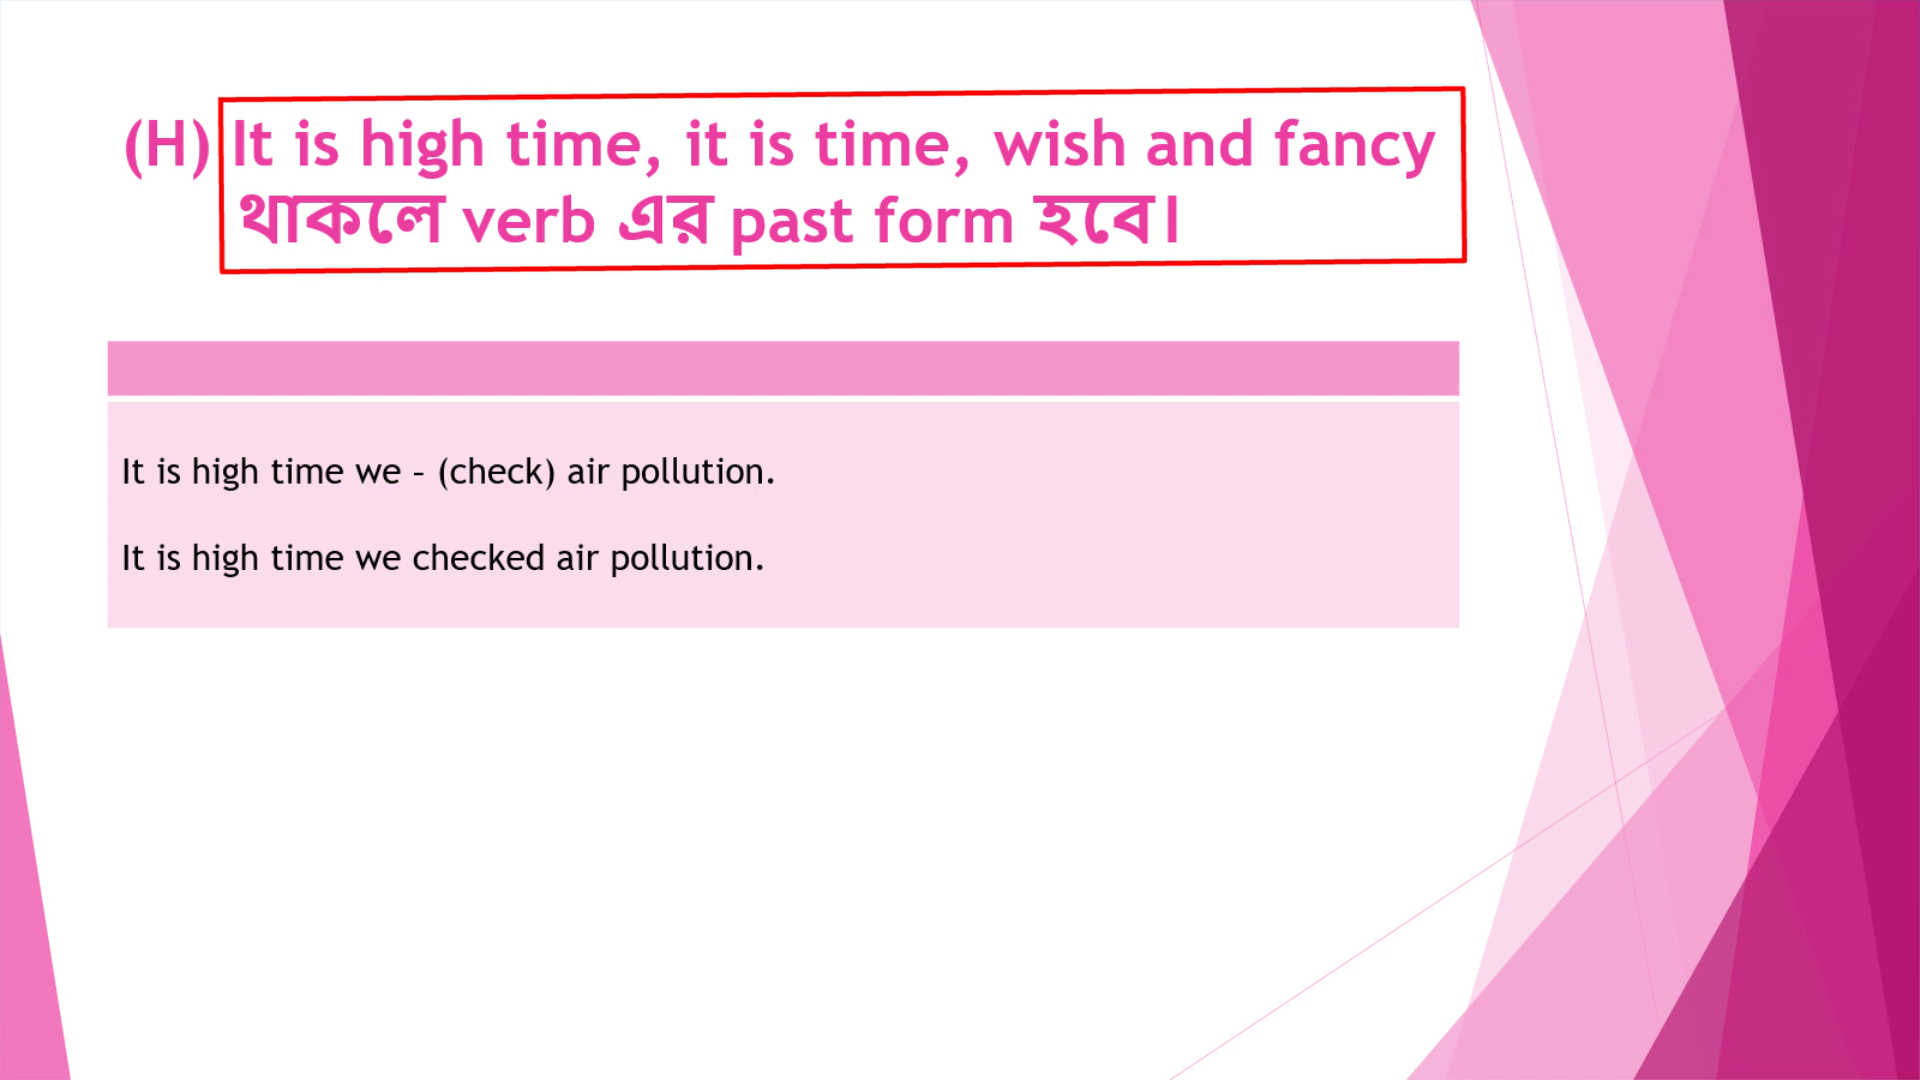 (H) It is high time, it is time, wish and fancy
থাকলে verb এর past form হবে।
It is high time we – (check) air pollution.
It is high time we checked air pollution.